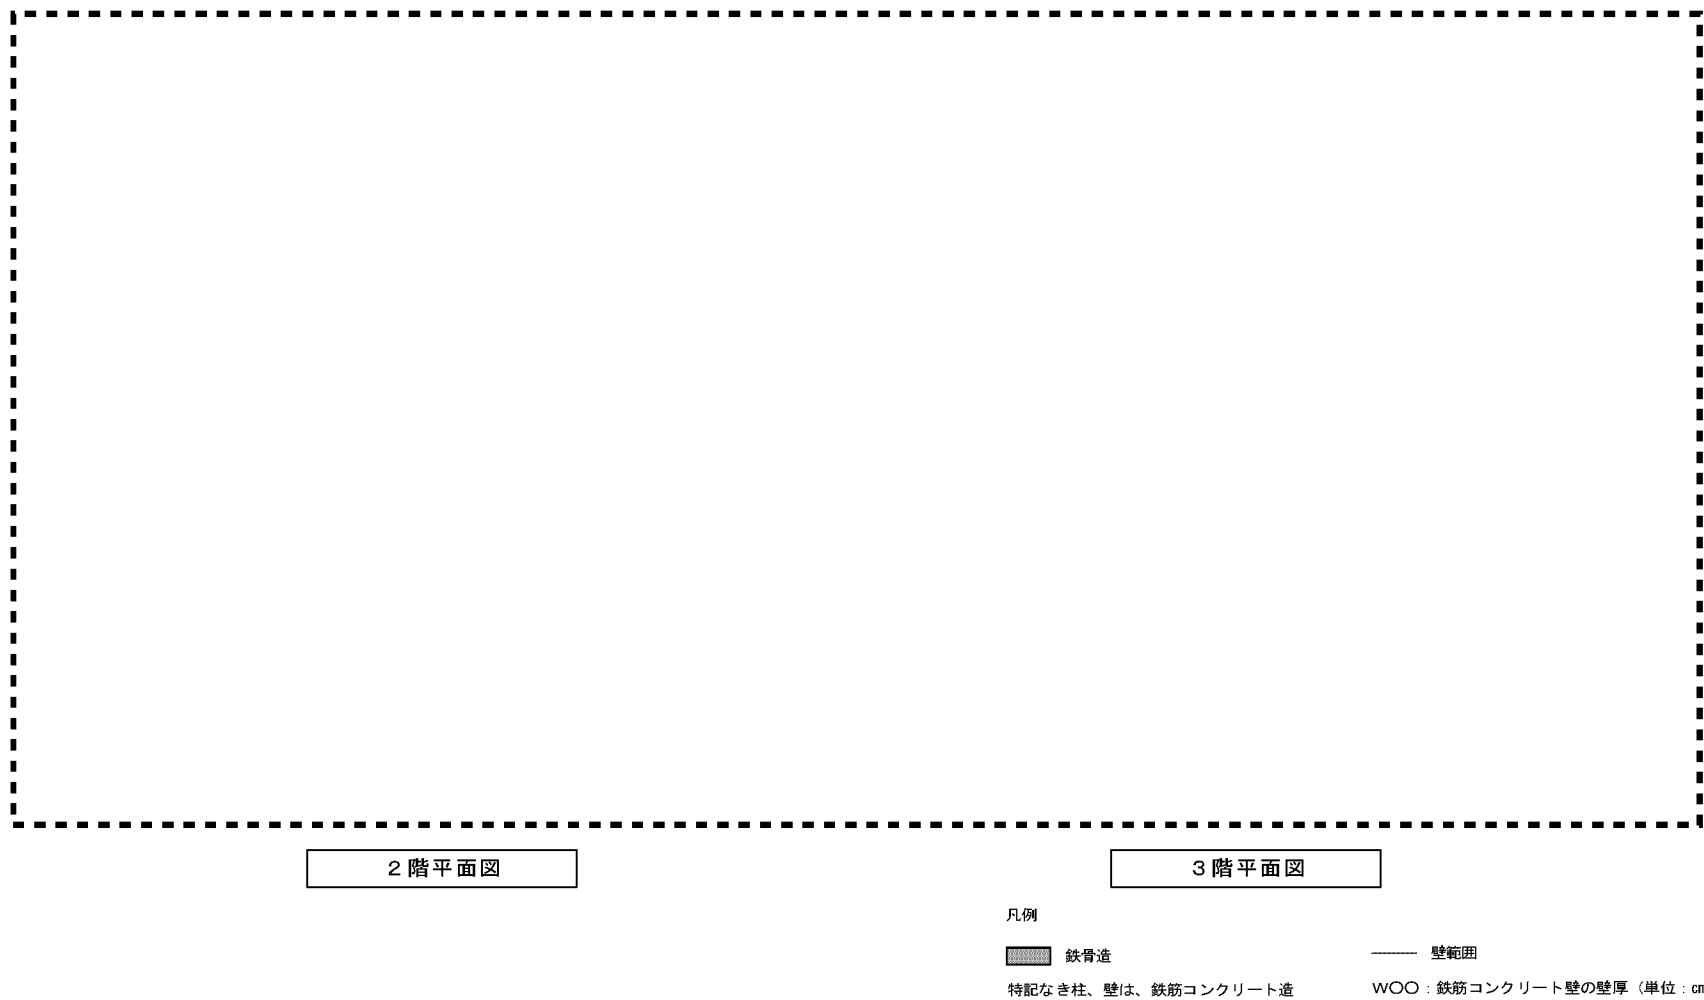 ２階平面図
３階平面図
凡例
鉄骨造
壁範囲
特記なき柱、壁は、鉄筋コンクリート造
W〇〇：鉄筋コンクリート壁の壁厚（単位：cm